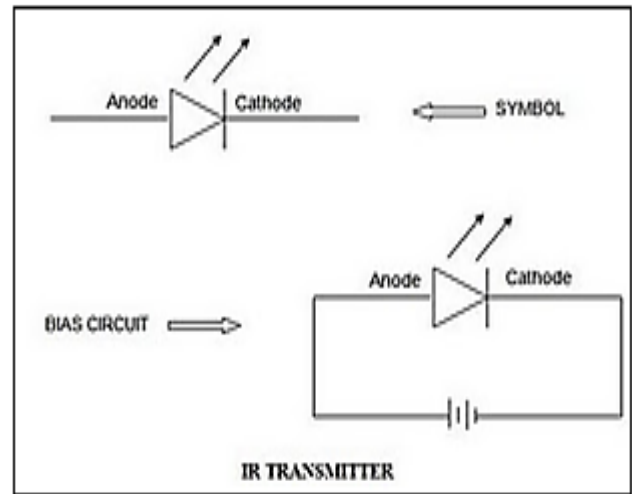 Anode Cathode
SYMBOL
Anode Cathode
BIAS CIRCUIT
IR TRANSMITTER